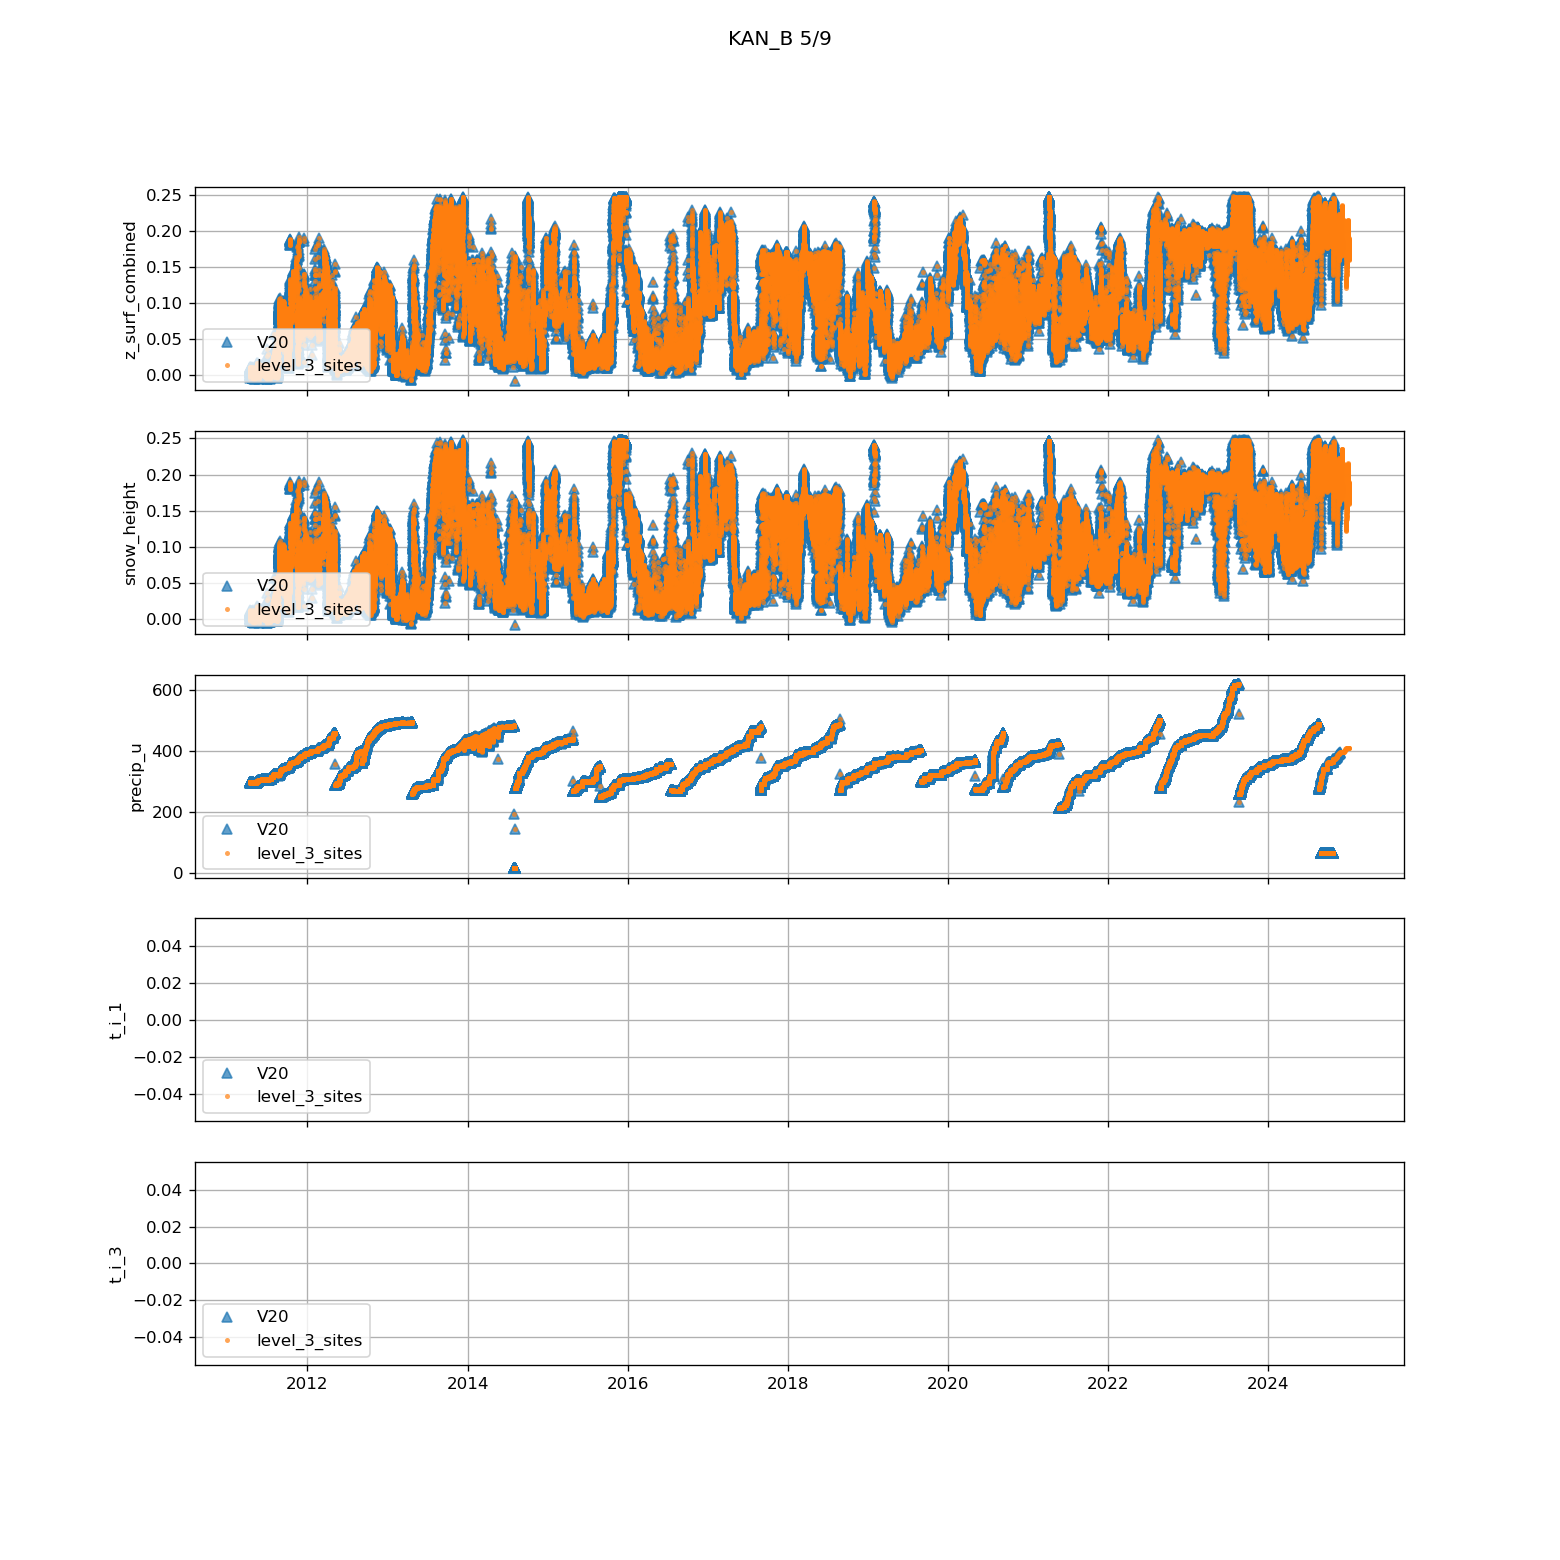 KAN_B 5/9
0.25
0.20
0.15
0.10
0.05
0.00
z_surf_combined
V20
level_3_sites
0.25
0.20
0.15
0.10
0.05
0.00
snow_height
V20
level_3_sites
600
400
200
0
precip_u
V20
level_3_sites
0.04
0.02
0.00
−0.02
−0.04
t_i_1
V20
level_3_sites
0.04
0.02
0.00
−0.02
−0.04
t_i_3
V20
level_3_sites
2012 2014 2016 2018 2020 2022 2024